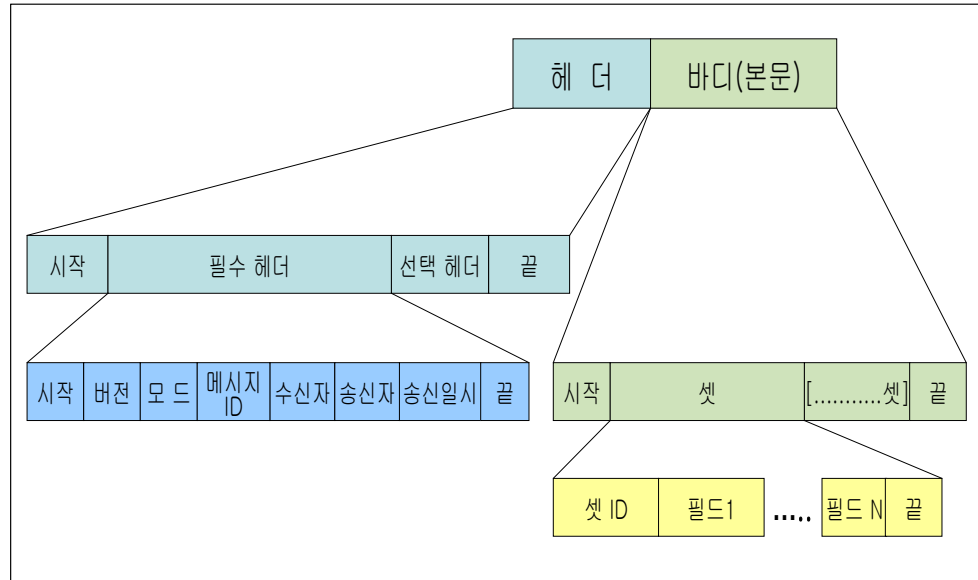 헤 더 바디(본문)
시작 필수 헤더 선택 헤더 끝
시작 버전 모 드 메시지 ID 수신자 송신자 송신일시 끝
시작 셋 [...........셋] 끝
셋 ID 필드1 ..... 필드 N 끝